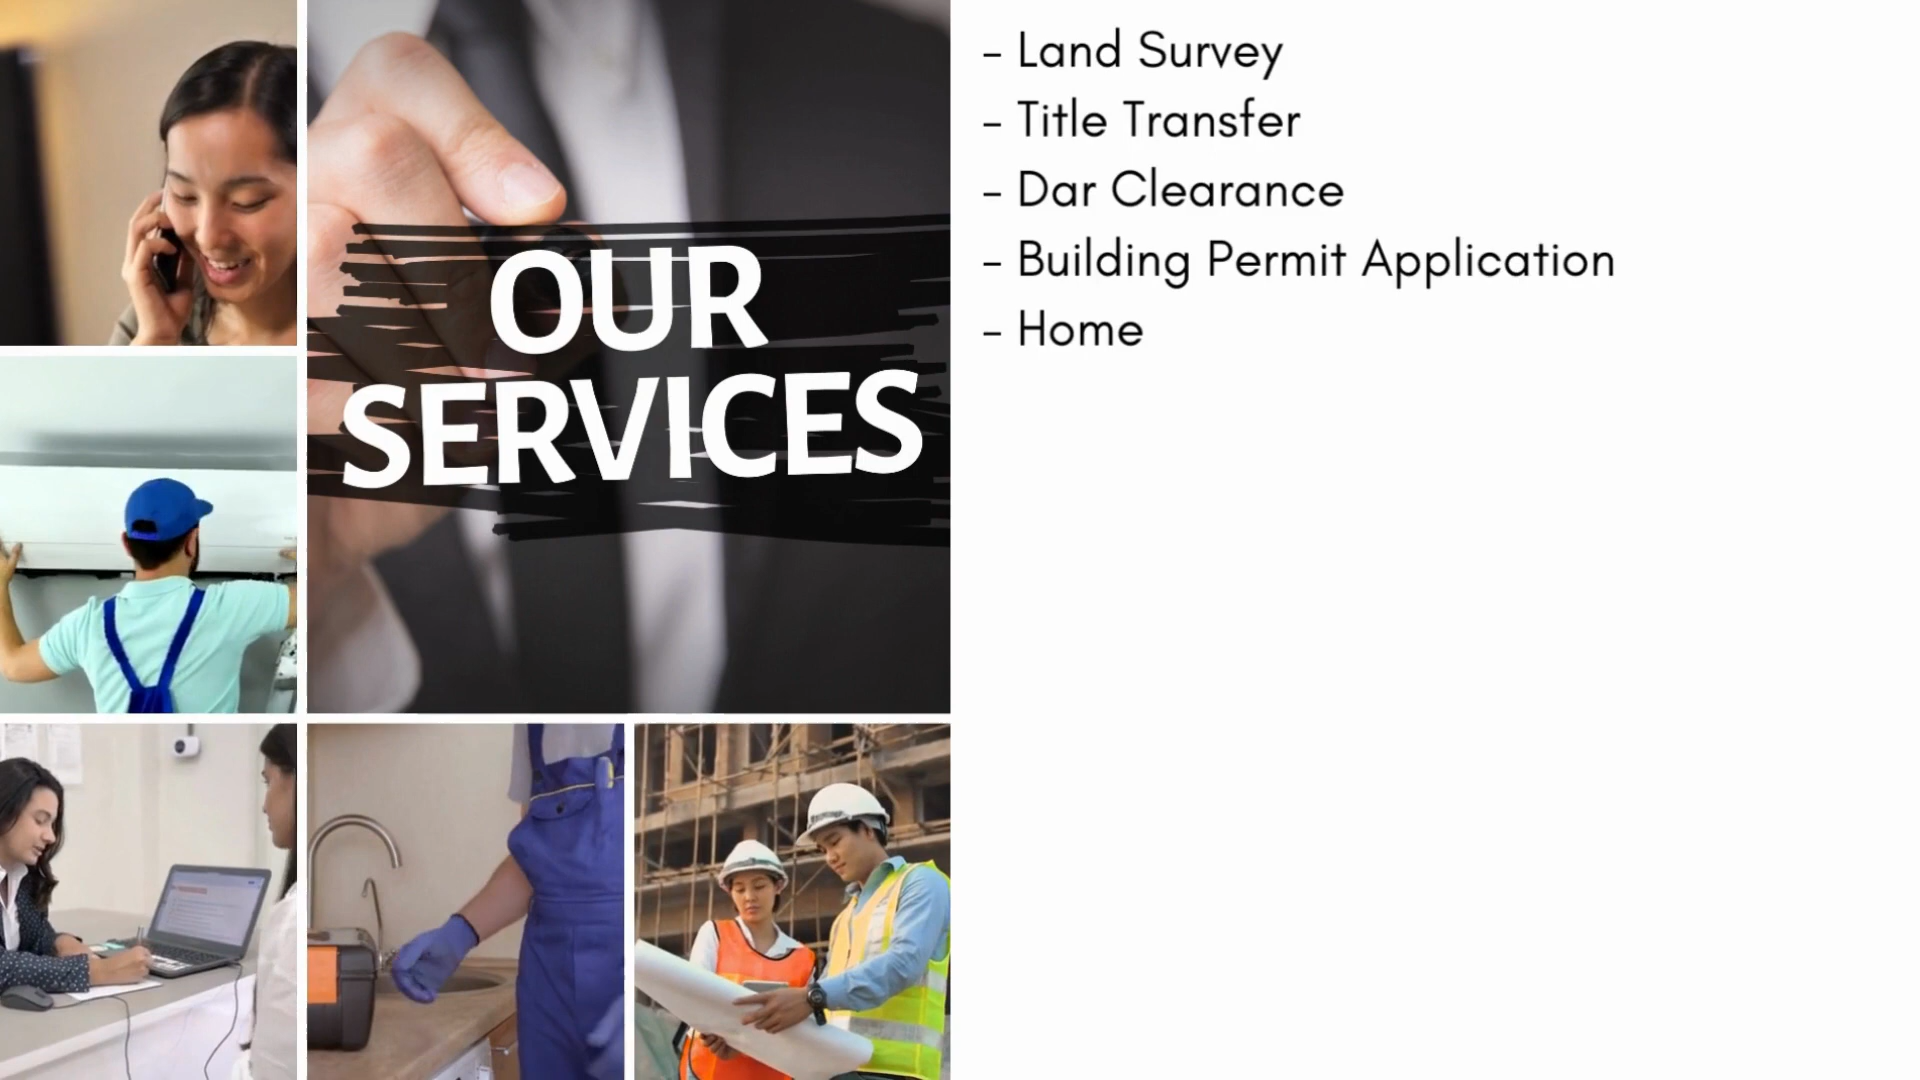 OUR
SERVICES
- Land Survey
- Title Transfer
- Dar Clearance
- Building Permit Application
- Home